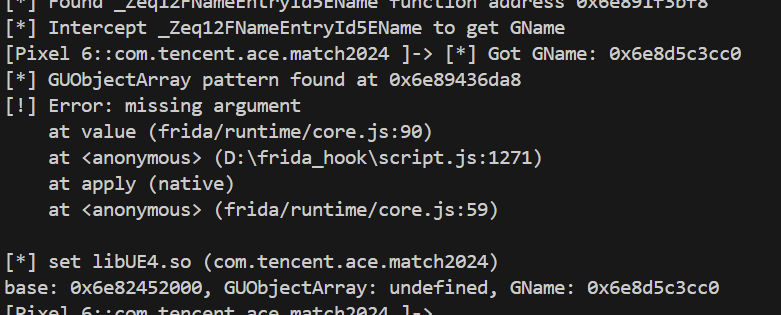 [*] Found _Zeq12FNameEntryId5EName function address 0x6e891f3bf8
[*] Intercept _Zeq12FNameEntryId5EName to get GName
[Pixel 6::com.tencent.ace.match2024 ]-> [*] Got GName: 0x6e8d5c3cc0
[*] GUObjectArray pattern found at 0x6e89436da8
[!] Error: missing argument
    at value (frida/runtime/core.js:90)
    at <anonymous> (D:\frida_hook\script.js:1271)
    at apply (native)
    at <anonymous> (frida/runtime/core.js:59)
[*] set libUE4.so (com.tencent.ace.match2024)
base: 0x6e82452000, GUObjectArray: undefined, GName: 0x6e8d5c3cc0
[Pixel 6::com.tencent.ace.match2024 ]->